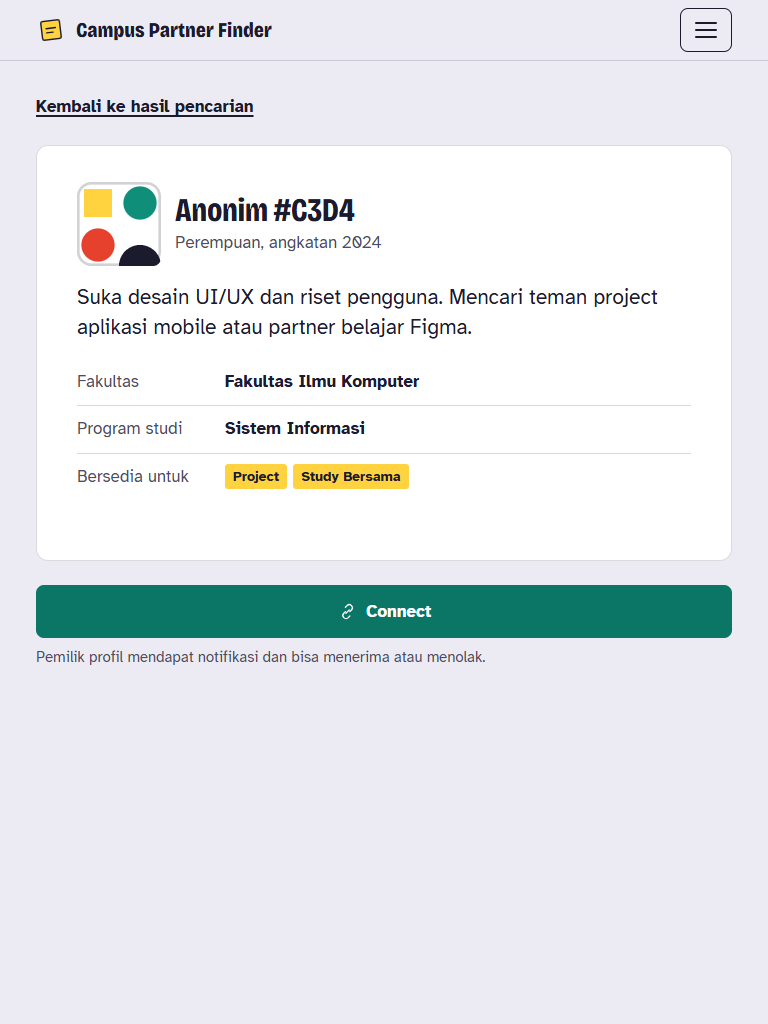 Campus Partner Finder
Kembali ke hasil pencarian
Anonim #C3D4
Perempuan, angkatan 2024
Suka desain UI/UX dan riset pengguna. Mencari teman project
aplikasi mobile atau partner belajar Figma.
Fakultas Fakultas Ilmu Komputer
Program studi Sistem Informasi
Bersedia untuk Project Study Bersama
Connect
Pemilik profil mendapat notifikasi dan bisa menerima atau menolak.